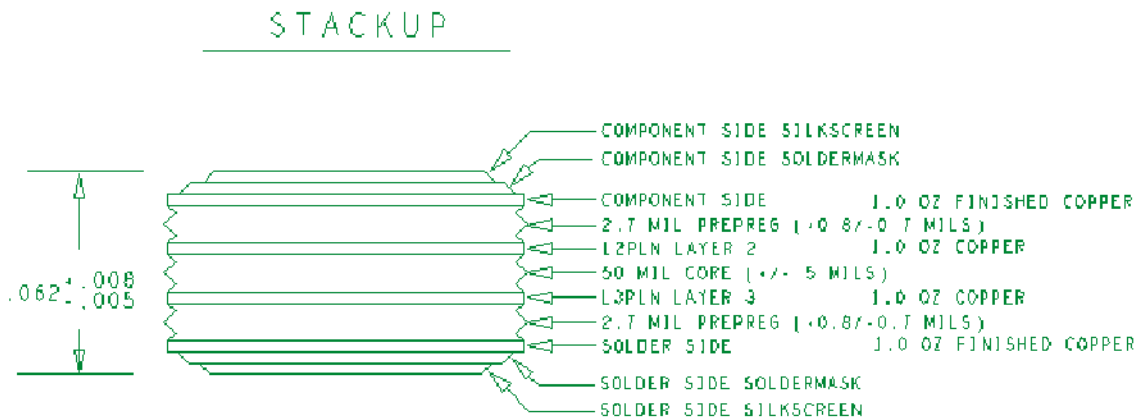 STACKUP
COMPONENT SIDE SILKSCREEN
COMPONENT SIDE SOLDERMASK
COMPONENT SIDE 1.0 OZ FINISHED COPPER
2.7 MIL PREPREG (+0.8/-0.7 MILS)
L2PLN LAYER 2 1.0 OZ COPPER
50 MIL CORE (+/- 5 MILS)
.062 +.008
-.005
L3PLN LAYER 3 1.0 OZ COPPER
2.7 MIL PREPREG (+0.8/-0.7 MILS)
SOLDER SIDE 1.0 OZ FINISHED COPPER
SOLDER SIDE SOLDERMASK
SOLDER SIDE SILKSCREEN